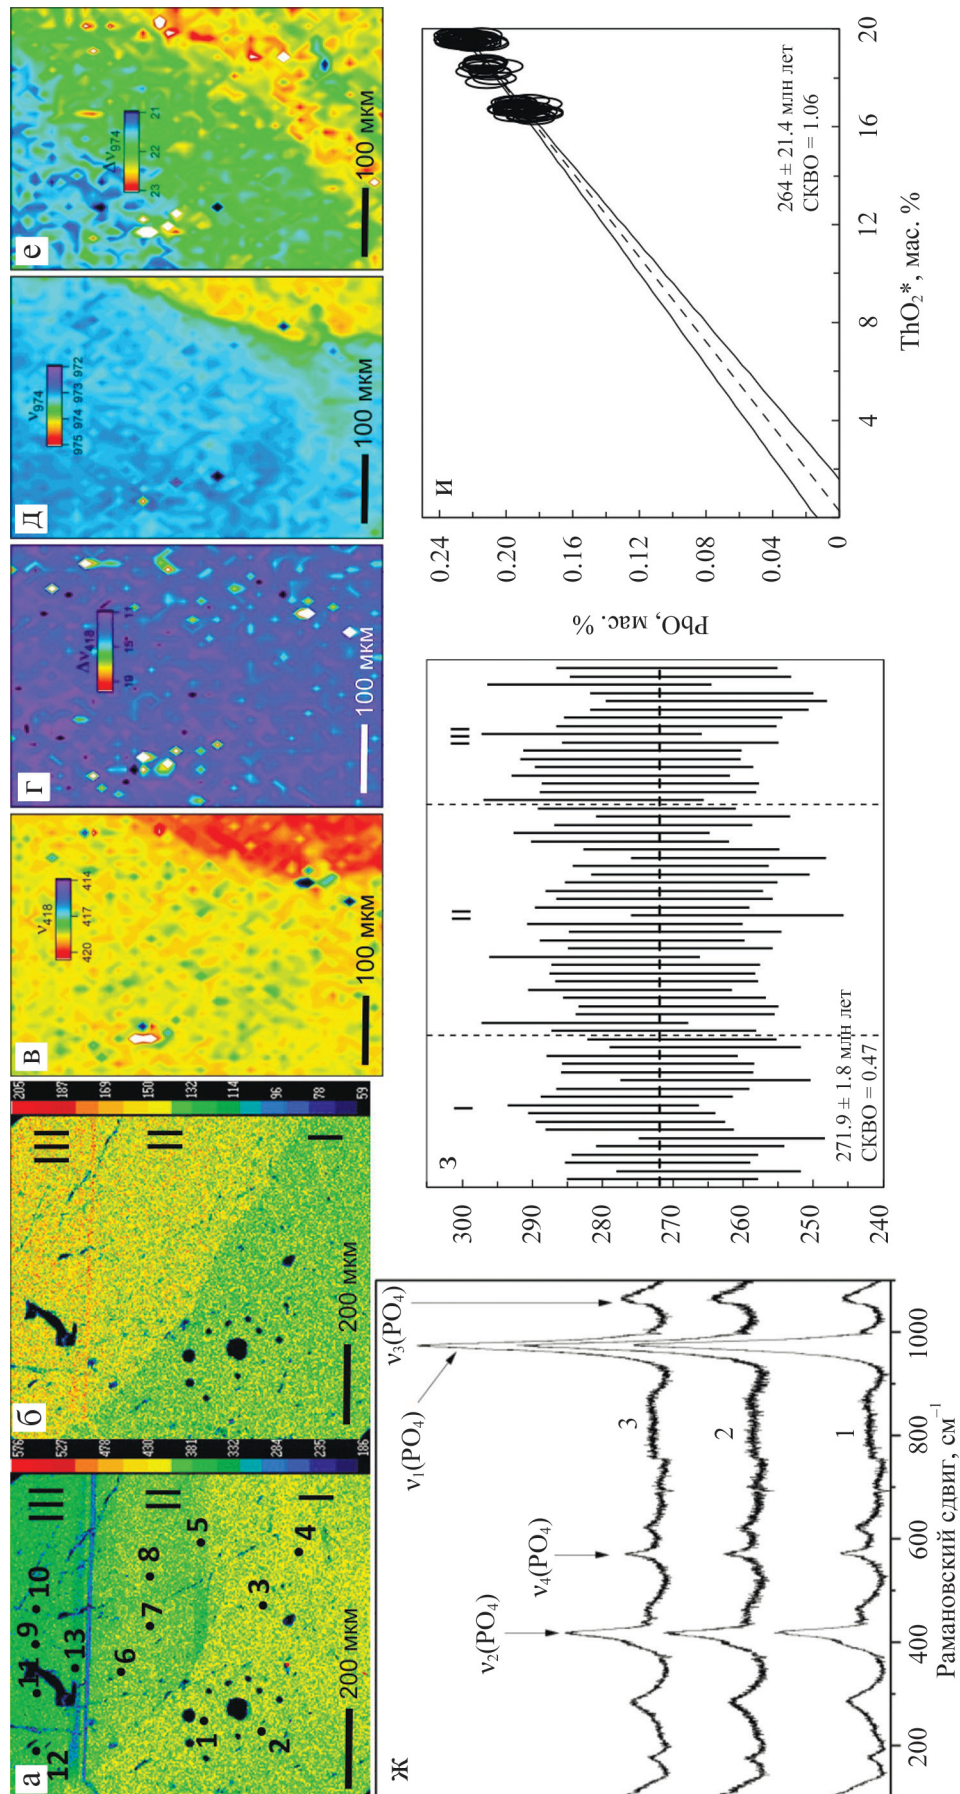 а
III
II
I
12
11
9
10
13
6
7
8
5
1
2
3
4
200 мкм
576
527
478
430
381
332
284
235
186
б
III
II
I
200 мкм
205
187
169
150
132
114
96
78
59
в
ν418
420 417 414
100 мкм
г
Δν418
19 15 11
100 мкм
д
ν974
975 974 973 972
100 мкм
е
Δν974
23 22 21
100 мкм
ж
ν2(PO4)
ν4(PO4)
ν1(PO4)
ν3(PO4)
3
2
1
200 400 600 800 1000
Рамановский сдвиг, см–1
з
I
II
III
300
290
280
270
260
250
240
271.9 ± 1.8 млн лет
СКВО = 0.47
и
0.24
0.20
0.16
0.12
0.08
0.04
0
PbO, мас. %
264 ± 21.4 млн лет
СКВО = 1.06
4 8 12 16 20
ThO2*, мас. %